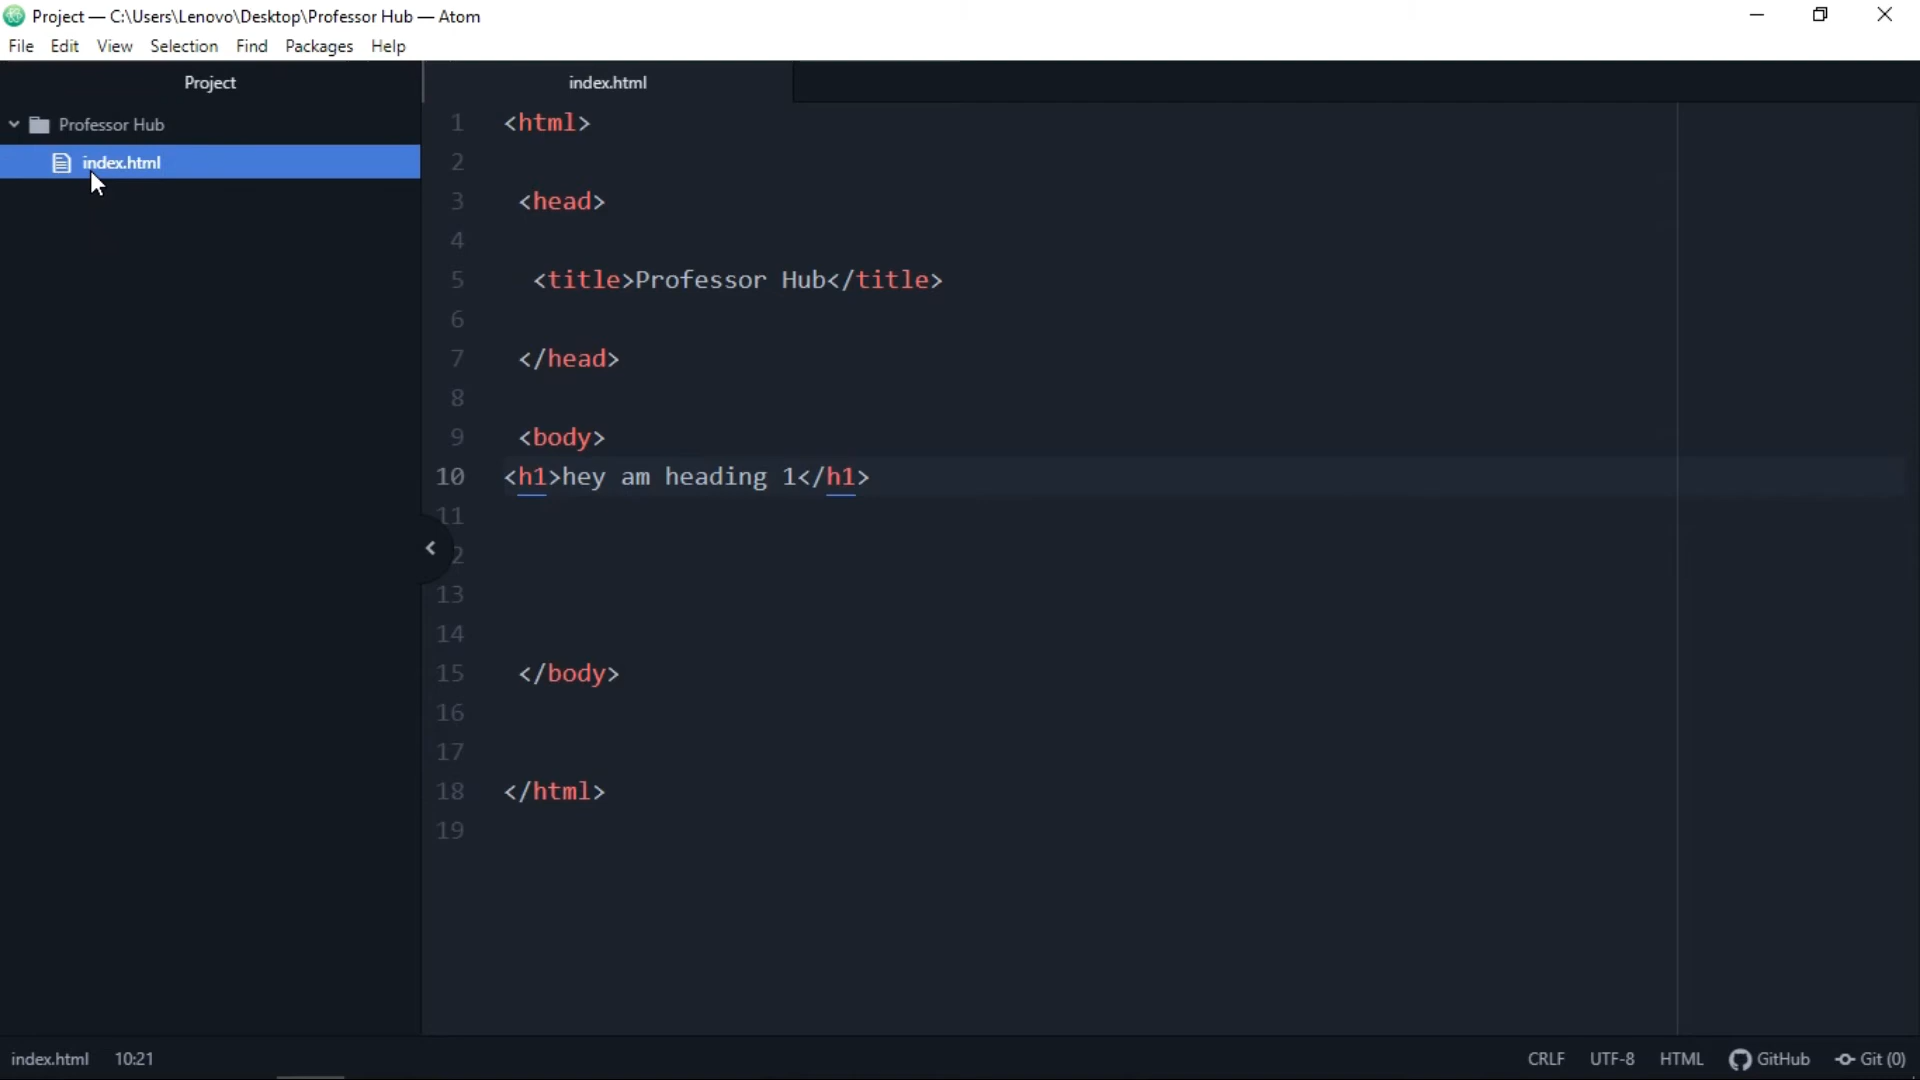 Project — C:\Users\Lenovo\Desktop\Professor Hub — Atom
File Edit View Selection Find Packages Help
Project
index.html
Professor Hub
index.html
1 <html>
2
3 <head>
4
5 <title>Professor Hub</title>
6
7 </head>
8
9 <body>
10 <h1>hey am heading 1</h1>
11
2
13
14
15 </body>
16
17
18 </html>
19
index.html 10:21 CRLF UTF-8 HTML GitHub Git (0)